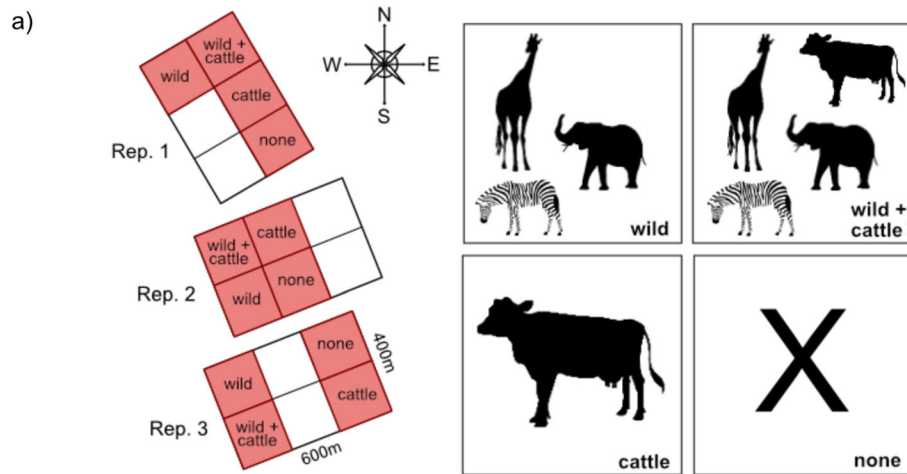 a)
N
W
E
S
wild
wild +
cattle
cattle
none
Rep. 1
wild +
cattle
cattle
wild
none
Rep. 2
wild
none
wild +
cattle
cattle
Rep. 3
400m
600m
wild
wild +
cattle
cattle
X
none